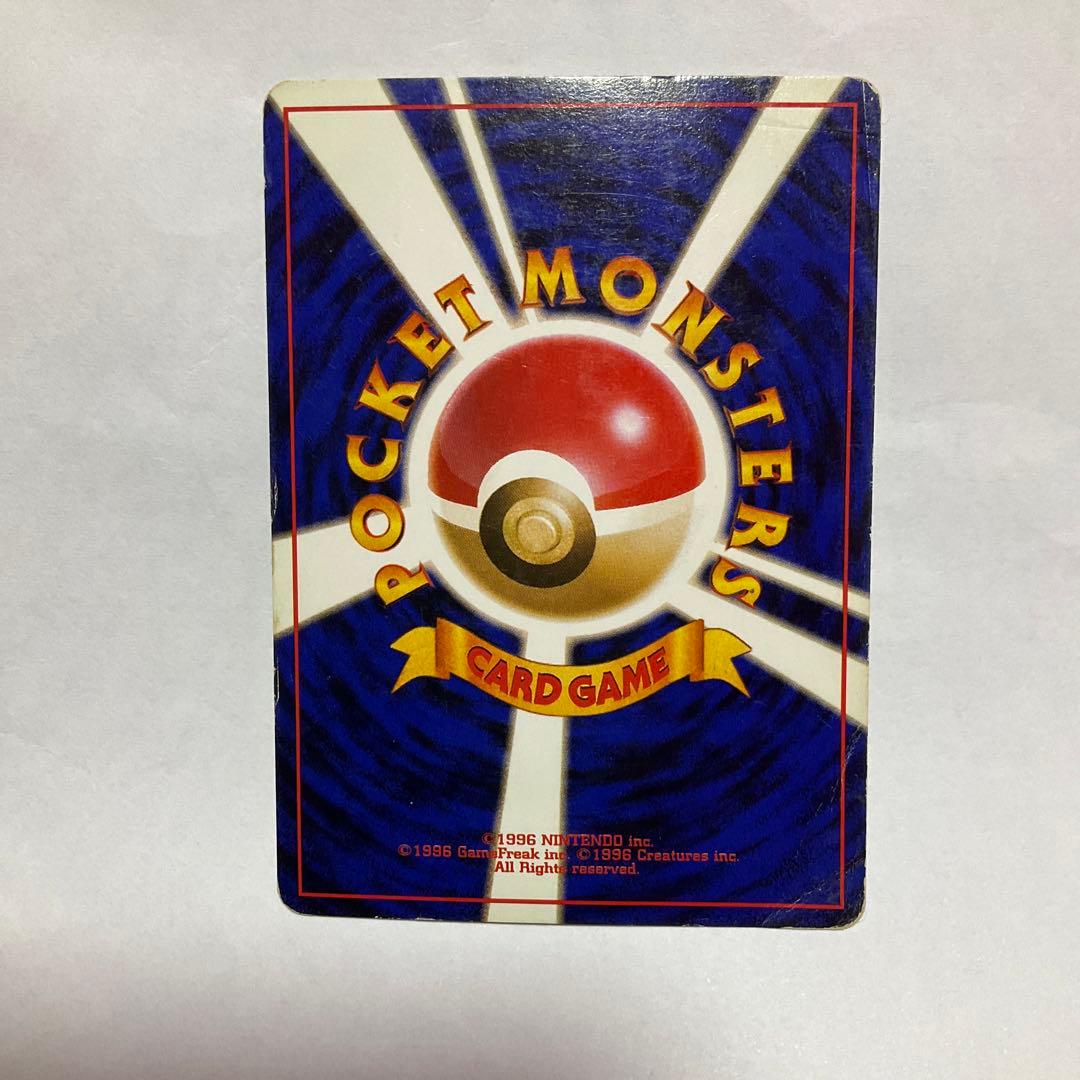 POCKET MONSTERS
CARD GAME
©1996 NINTENDO inc.
©1996 GameFreak inc. ©1996 Creatures inc.
All Rights reserved.